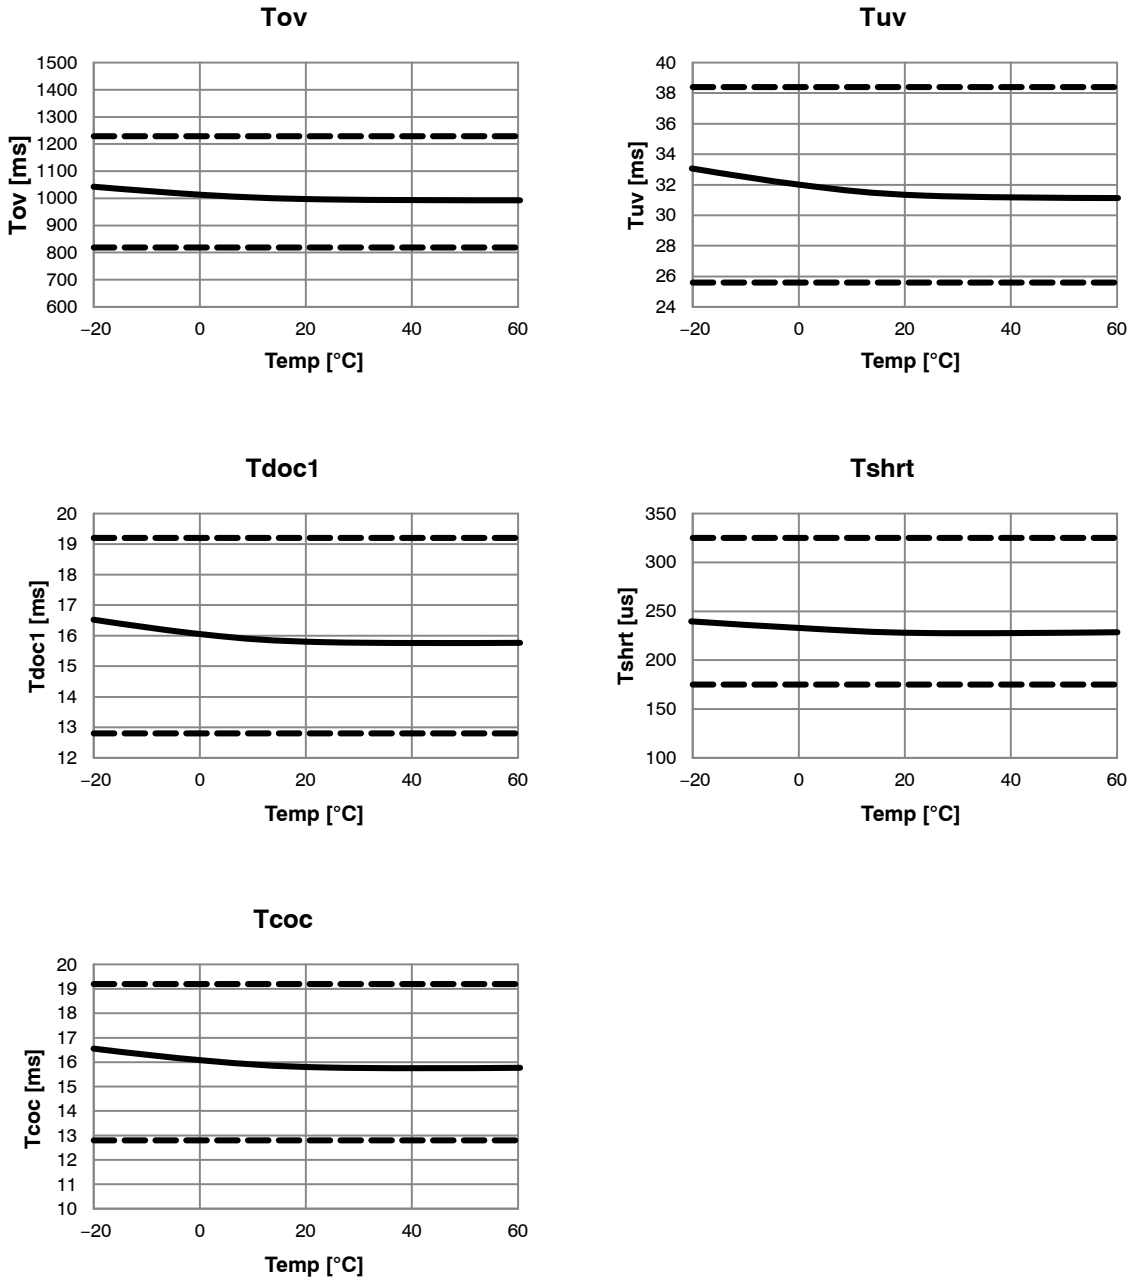 Tov
1500
1400
1300
1200
1100
1000
900
800
700
600
Tov [ms]
−20 0 20 40 60
Temp [°C]
Tuv
40
38
36
34
32
30
28
26
24
Tuv [ms]
−20 0 20 40 60
Temp [°C]
Tdoc1
20
19
18
17
16
15
14
13
12
Tdoc1 [ms]
−20 0 20 40 60
Temp [°C]
Tshrt
350
300
250
200
150
100
Tshrt [us]
−20 0 20 40 60
Temp [°C]
Tcoc
20
19
18
17
16
15
14
13
12
11
10
Tcoc [ms]
−20 0 20 40 60
Temp [°C]